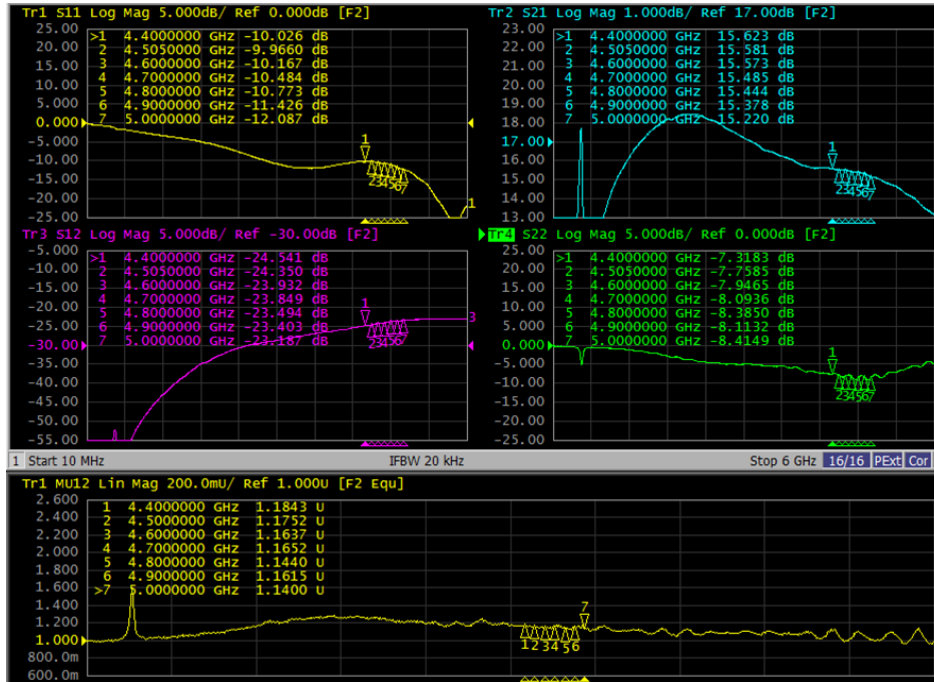 Tr1 S11 Log Mag 5.000dB/ Ref 0.000dB [F2]
25.00
20.00
15.00
10.00
5.000
0.000
-5.000
-10.00
-15.00
-20.00
-25.00
>1 4.4000000 GHz -10.026 dB
2 4.5050000 GHz -9.9660 dB
3 4.6000000 GHz -10.167 dB
4 4.7000000 GHz -10.484 dB
5 4.8000000 GHz -10.773 dB
6 4.9000000 GHz -11.426 dB
7 5.0000000 GHz -12.087 dB
1
234567
1
Tr2 S21 Log Mag 1.000dB/ Ref 17.00dB [F2]
23.00
22.00
21.00
20.00
19.00
18.00
17.00
16.00
15.00
14.00
13.00
>1 4.4000000 GHz 15.623 dB
2 4.5050000 GHz 15.581 dB
3 4.6000000 GHz 15.573 dB
4 4.7000000 GHz 15.485 dB
5 4.8000000 GHz 15.444 dB
6 4.9000000 GHz 15.378 dB
7 5.0000000 GHz 15.220 dB
1
234567
Tr3 S12 Log Mag 5.000dB/ Ref -30.00dB [F2]
-5.000
-10.00
-15.00
-20.00
-25.00
-30.00
-35.00
-40.00
-45.00
-50.00
-55.00
>1 4.4000000 GHz -24.541 dB
2 4.5050000 GHz -24.350 dB
3 4.6000000 GHz -23.932 dB
4 4.7000000 GHz -23.849 dB
5 4.8000000 GHz -23.494 dB
6 4.9000000 GHz -23.403 dB
7 5.0000000 GHz -23.187 dB
1
234567
3
Tr4 S22 Log Mag 5.000dB/ Ref 0.000dB [F2]
25.00
20.00
15.00
10.00
5.000
0.000
-5.000
-10.00
-15.00
-20.00
-25.00
>1 4.4000000 GHz -7.3183 dB
2 4.5050000 GHz -7.7585 dB
3 4.6000000 GHz -7.9465 dB
4 4.7000000 GHz -8.0936 dB
5 4.8000000 GHz -8.3850 dB
6 4.9000000 GHz -8.1132 dB
7 5.0000000 GHz -8.4149 dB
1
234567
1 Start 10 MHz IFBW 20 kHz Stop 6 GHz 16/16 PExt Cor
Tr1 MU12 Lin Mag 200.0mU/ Ref 1.000U [F2 Equ]
2.600
2.400
2.200
2.000
1.800
1.600
1.400
1.200
1.000
800.0m
600.0m
1 4.4000000 GHz 1.1843 U
2 4.5000000 GHz 1.1752 U
3 4.6000000 GHz 1.1637 U
4 4.7000000 GHz 1.1652 U
5 4.8000000 GHz 1.1440 U
6 4.9000000 GHz 1.1615 U
>7 5.0000000 GHz 1.1400 U
7
1234 56